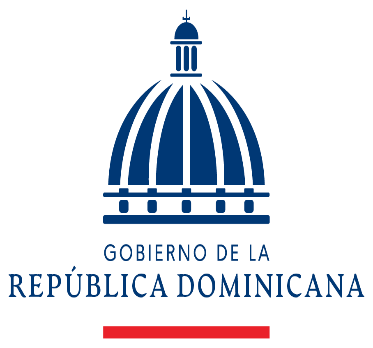 GOBIERNO DE LA
REPÚBLICA DOMINICANA